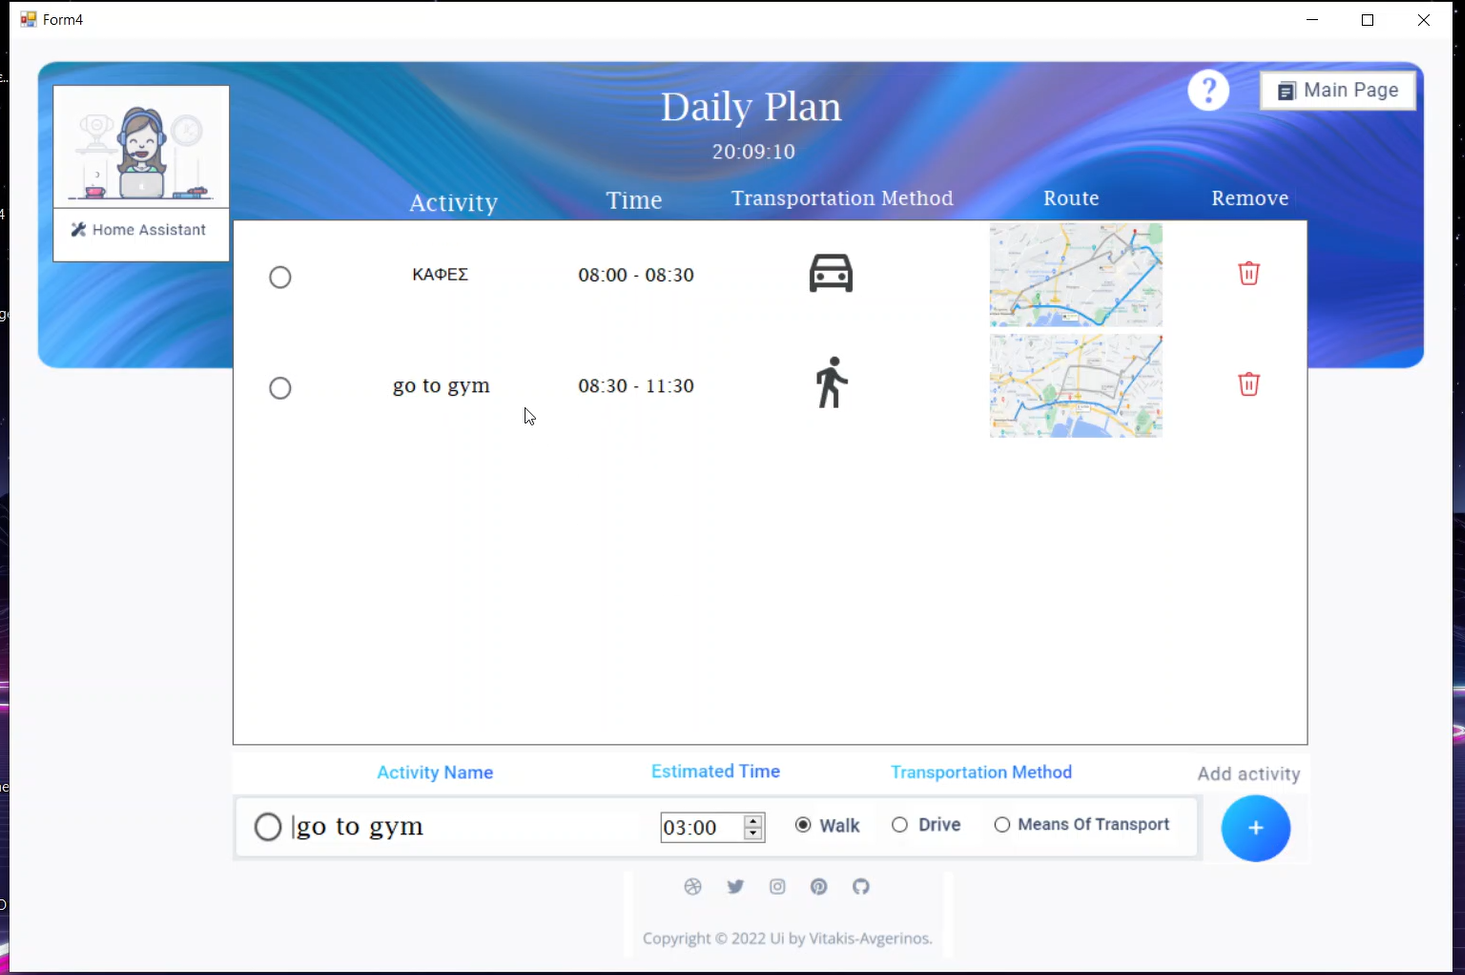 Form4
Daily Plan
? Main Page
20:09:10
Activity Time Transportation Method Route Remove
Home Assistant
ΚΑΦΕΣ 08:00 - 08:30
go to gym 08:30 - 11:30
Activity Name Estimated Time Transportation Method Add activity
go to gym 03:00 Walk Drive Means Of Transport +
Copyright © 2022 Ui by Vitakis-Avgerinos.